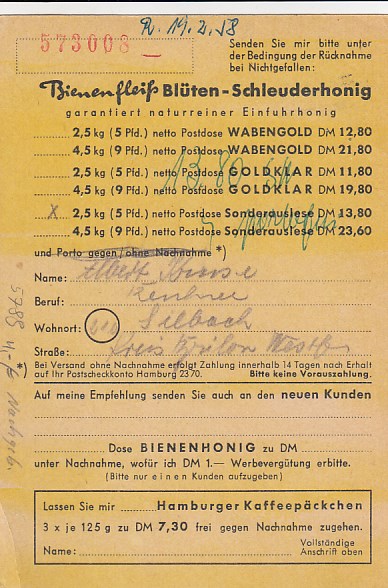 R. 19.2.58
573008
Senden Sie mir bitte unter
der Bedingung der Rücknahme
bei Nichtgefallen:
Bienenfleiß Blüten-Schleuderhonig
garantiert naturreiner Einfuhrhonig
........ 2,5 kg (5 Pfd.) netto Postdose WABENGOLD DM 12,80
........ 4,5 kg (9 Pfd.) netto Postdose WABENGOLD DM 21,80
........ 2,5 kg (5 Pfd.) netto Postdose GOLDKLAR DM 11,80
........ 4,5 kg (9 Pfd.) netto Postdose GOLDKLAR DM 19,80
x 2,5 kg (5 Pfd.) netto Postdose Sonderauslese DM 13,80
........ 4,5 kg (9 Pfd.) netto Postdose Sonderauslese DM 23,60
13,80
und Porto gegen / ohne Nachnahme *)
Name: Albert
Beruf: Rentner
Wohnort: Silbach
Straße: Kreis Brilon Westf
*) Bei Versand ohne Nachnahme erfolgt Zahlung innerhalb 14 Tagen nach Erhalt
auf Ihr Postscheckkonto Hamburg 2370. Bitte keine Vorauszahlung.
Auf meine Empfehlung senden Sie auch an den neuen Kunden
Dose BIENENHONIG zu DM
unter Nachnahme, wofür ich DM 1.— Werbevergütung erbitte.
(Bitte nur einen Kunden aufzugeben)
Lassen Sie mir ........ Hamburger Kaffeepäckchen
3 x je 125 g zu DM 7,30 frei gegen Nachnahme zugehen.
Name: Vollständige
Anschrift oben